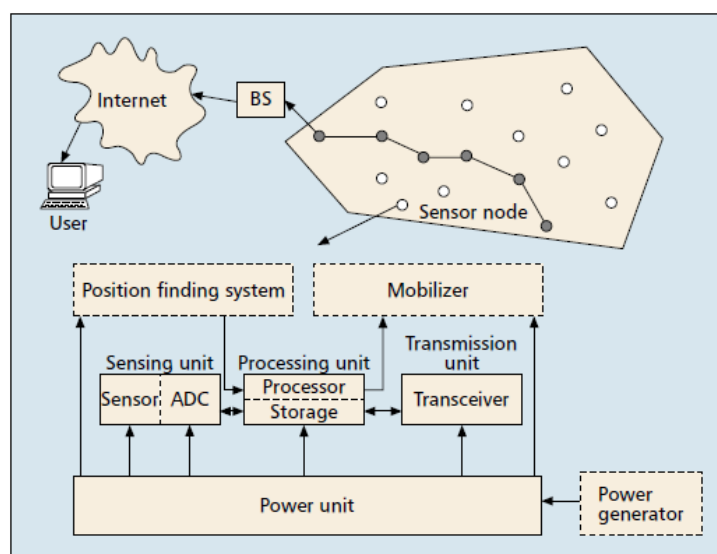 Internet
BS
User
Sensor node
Position finding system
Mobilizer
Sensing unit
Processing unit
Transmission
unit
Sensor
ADC
Processor
Storage
Transceiver
Power unit
Power
generator